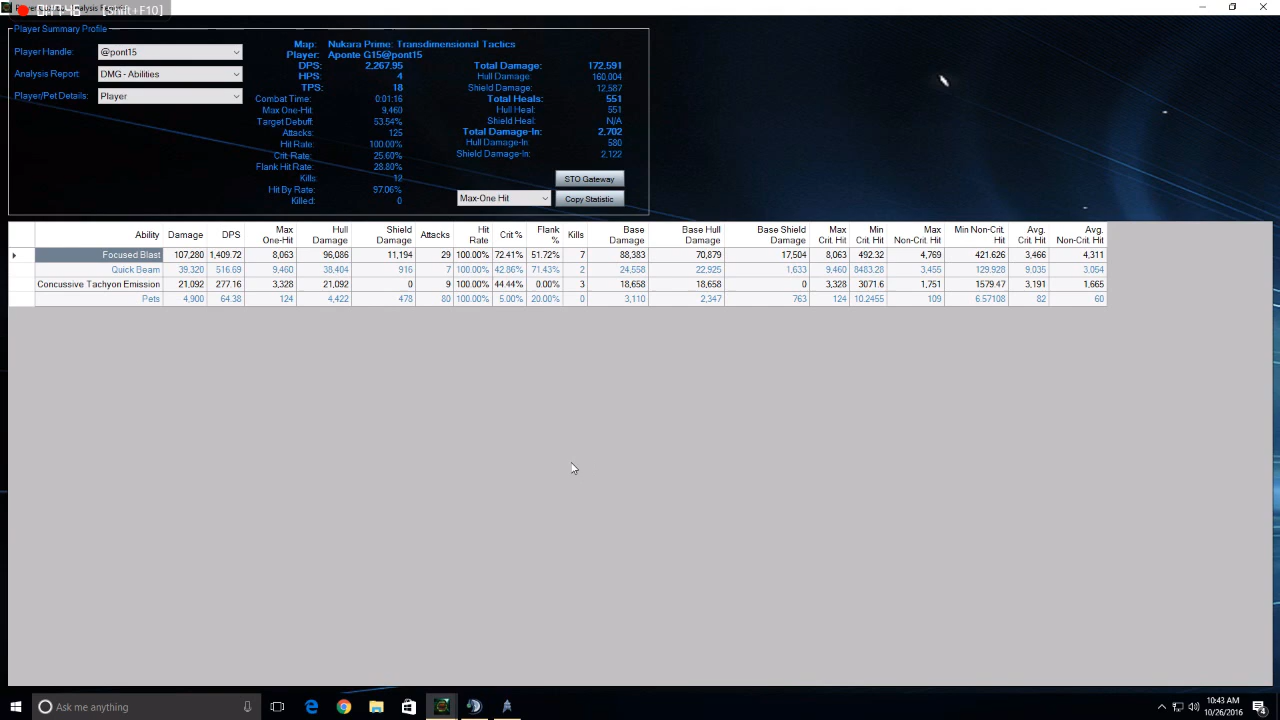 [Shift+F10]
Player Summary Profile
Player Handle: @pont15
Analysis Report: DMG - Abilities
Player/Pet Details: Player
Map: Nukara Prime: Transdimensional Tactics
Player: Aponte G15@pont15
DPS: 2,267.95
HPS: 4
TPS: 18
Combat Time: 0:01:16
Max One-Hit: 9,460
Target Debuff: 53.54%
Attacks: 125
Hit Rate: 100.00%
Crit-Rate: 25.60%
Flank Hit Rate: 28.80%
Kills: 12
Hit By Rate: 97.06%
Killed: 0
Total Damage: 172,591
Hull Damage: 160,004
Shield Damage: 12,587
Total Heals: 551
Hull Heal: 551
Shield Heal: N/A
Total Damage-In: 2,702
Hull Damage-In: 580
Shield Damage-In: 2,122
STO Gateway
Max-One Hit Copy Statistic
Ability Damage DPS Max One-Hit Hull Damage Shield Damage Attacks Hit Rate Crit % Flank % Kills Base Damage Base Hull Damage Base Shield Damage Max Crit. Hit Min Crit. Hit Max Non-Crit. Hit Min Non-Crit. Hit Avg. Crit. Hit Avg. Non-Crit. Hit
Focused Blast 107,280 1,409.72 8,063 96,086 11,194 29 100.00% 72.41% 51.72% 7 88,383 70,879 17,504 8,063 492.32 4,769 421.626 3,466 4,311
Quick Beam 39,320 516.69 9,460 38,404 916 7 100.00% 42.86% 71.43% 2 24,558 22,925 1,633 9,460 8483.28 3,455 129.928 9,035 3,054
Concussive Tachyon Emission 21,092 277.16 3,328 21,092 0 9 100.00% 44.44% 0.00% 3 18,658 18,658 0 3,328 3071.6 1,751 1579.47 3,191 1,665
Pets 4,900 64.38 124 4,422 478 80 100.00% 5.00% 20.00% 0 3,110 2,347 763 124 10.2455 109 6.57108 82 60
Ask me anything
10:43 AM
10/26/2016
4